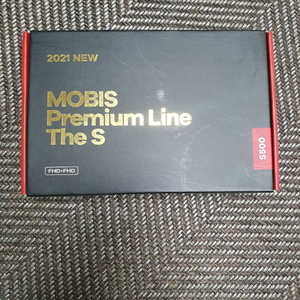 2021 NEW
MOBIS
Premium Line
The S
S500
FHD+FHD